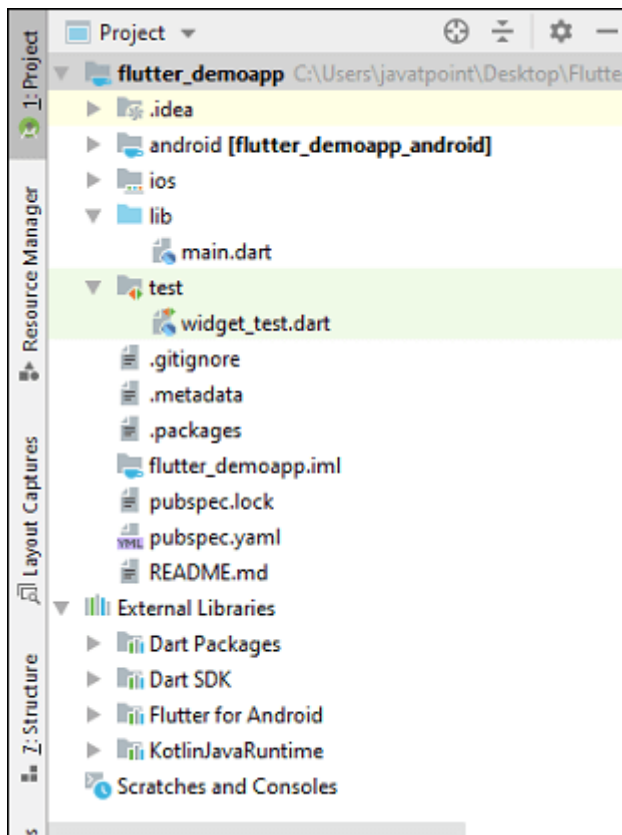 Project
flutter_demoapp C:\Users\javatpoint\Desktop\Flutte
.idea
android [flutter_demoapp_android]
ios
lib
main.dart
test
widget_test.dart
.gitignore
.metadata
.packages
flutter_demoapp.iml
pubspec.lock
YML pubspec.yaml
README.md
External Libraries
Dart Packages
Dart SDK
Flutter for Android
KotlinJavaRuntime
Scratches and Consoles
1: Project
Resource Manager
Layout Captures
7: Structure